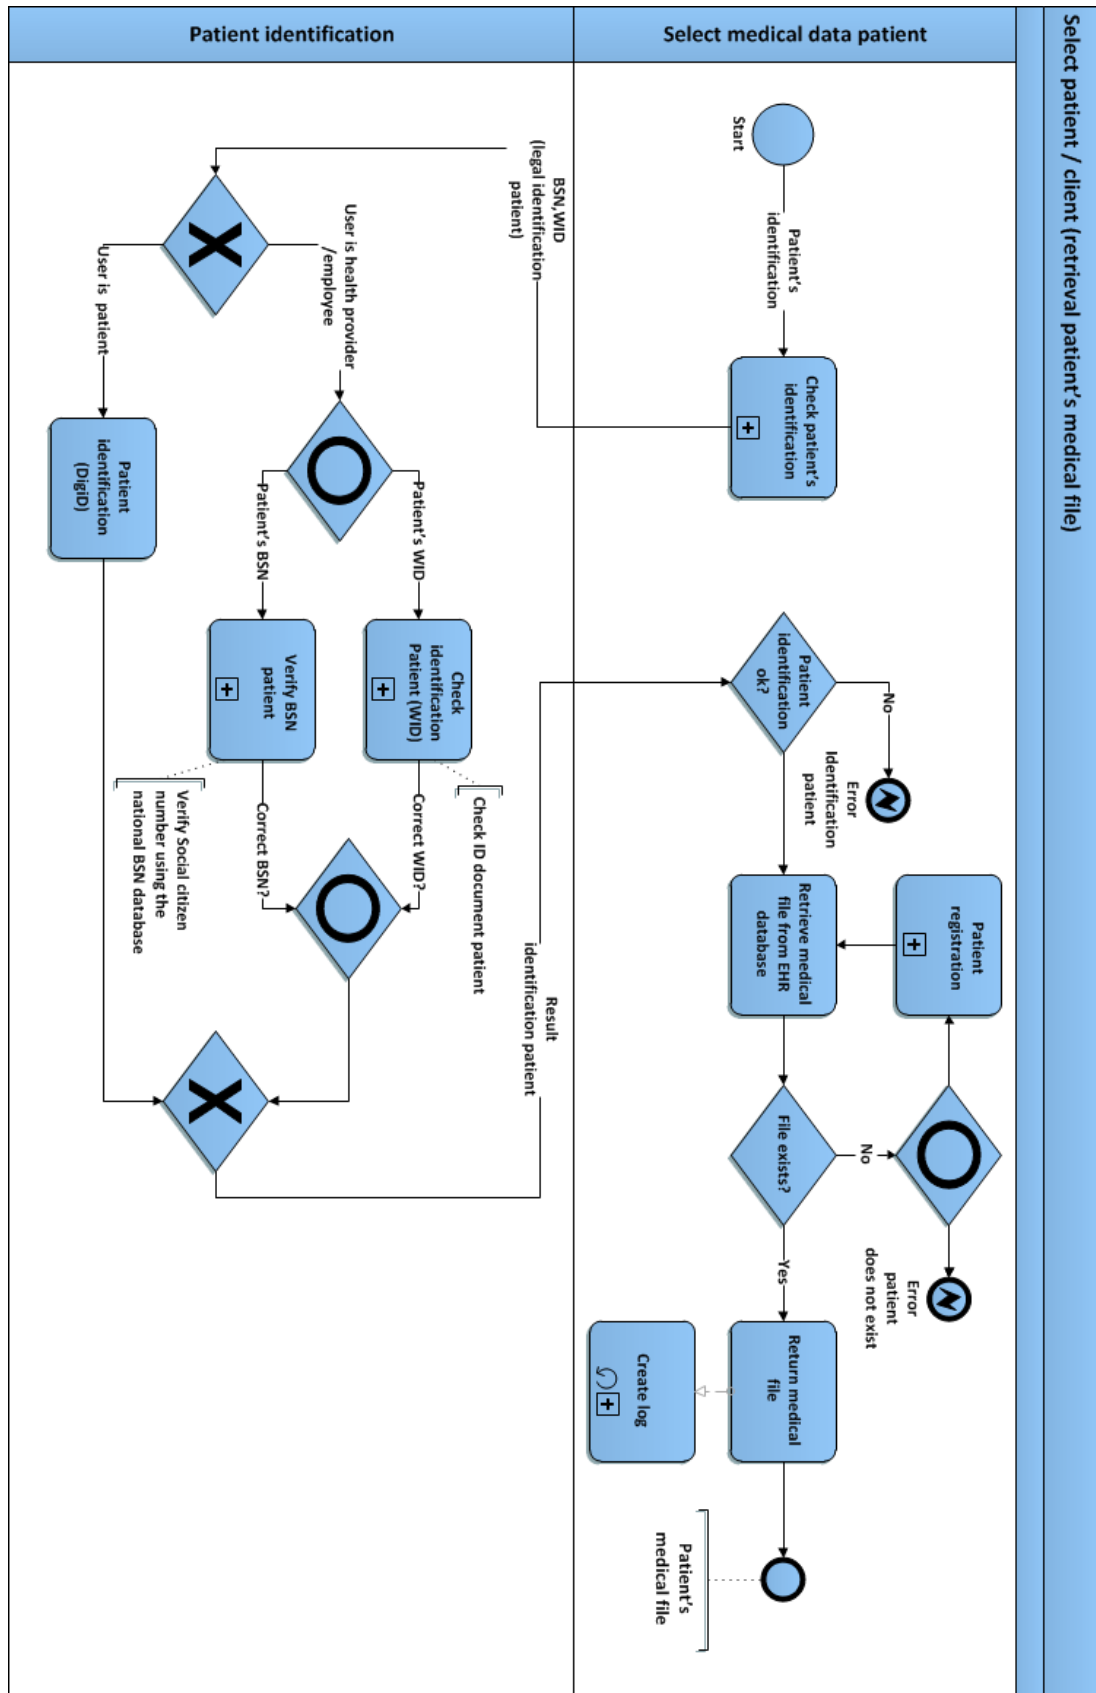 Select patient / client (retrieval patient's medical file)
Select medical data patient
Start
Patient's
identification
Check patient's
identification
Patient
identification
ok?
No
Error
Identification
patient
Retrieve medical
file from EHR
database
Patient
registration
File exists?
No
Error
patient
does not exist
Yes
Return medical
file
Create log
Patient's
medical file
Patient identification
BSN,WID
(legal identification
patient)
User is health provider
/employee
User is patient
Patient
identification
(DigiD)
Patient's WID
Patient's BSN
Check
identification
Patient (WID)
Verify BSN
patient
Check ID document patient
Verify Social citizen
number using the
national BSN database
Correct WID?
Correct BSN?
Result
identification patient